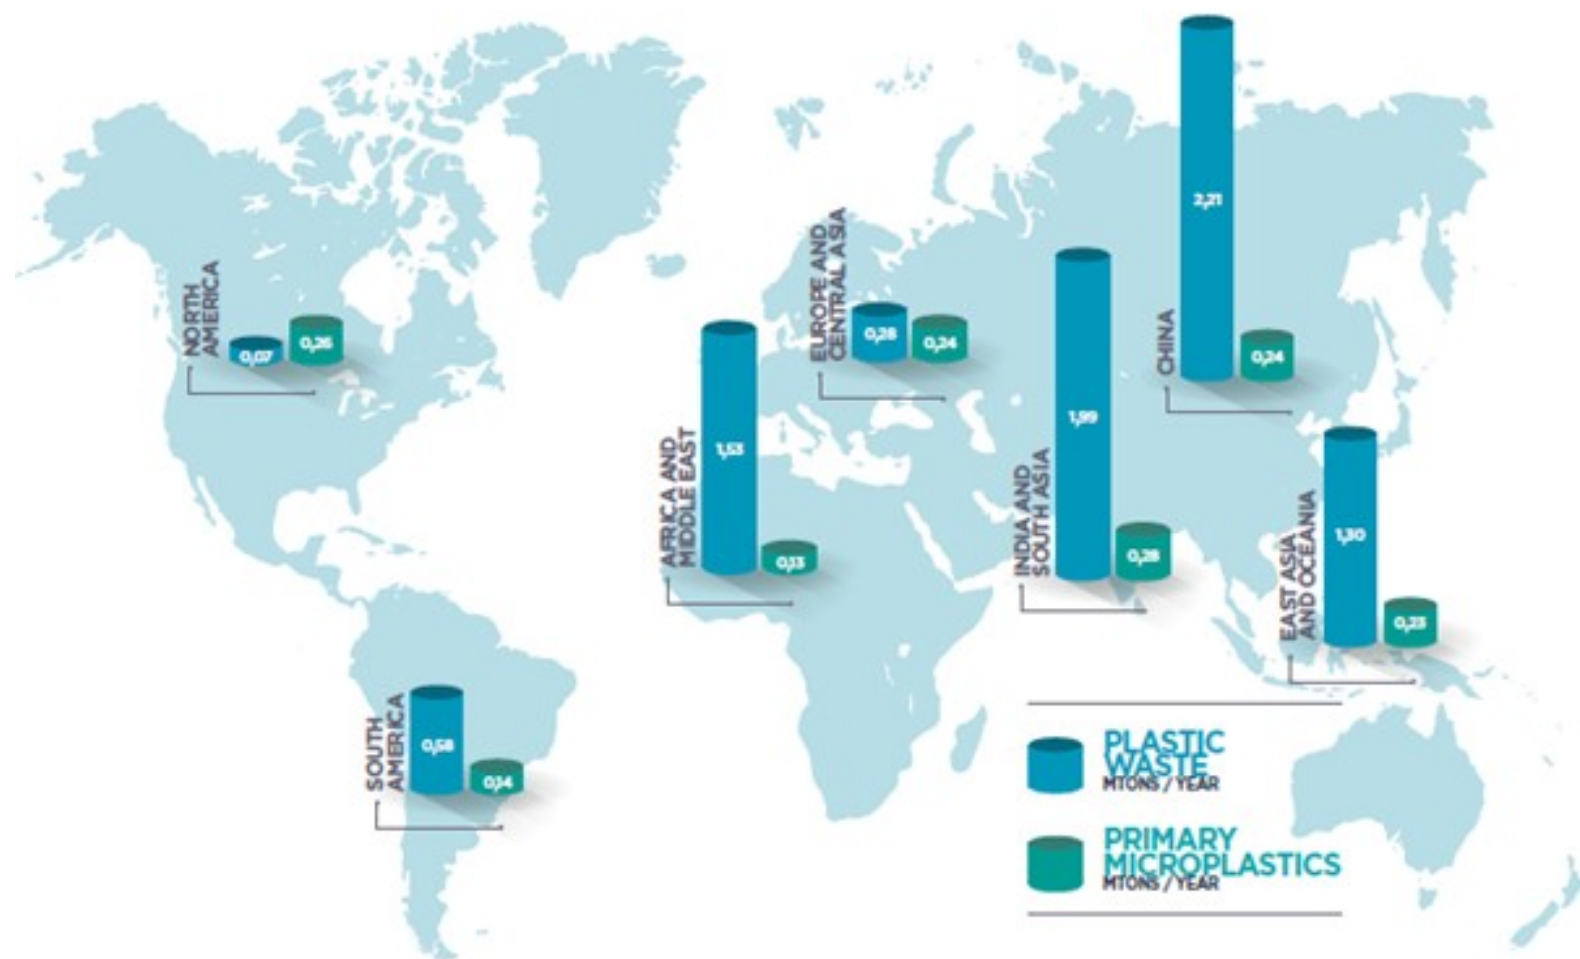 NORTH
AMERICA
0,07
0,26
SOUTH
AMERICA
0,58
0,14
AFRICA AND
MIDDLE EAST
1,53
0,13
EUROPE AND
CENTRAL ASIA
0,28
0,24
INDIA AND
SOUTH ASIA
1,99
0,28
CHINA
2,21
0,24
EAST ASIA
AND OCEANIA
1,30
0,23
PLASTIC
WASTE
MTONS / YEAR
PRIMARY
MICROPLASTICS
MTONS / YEAR